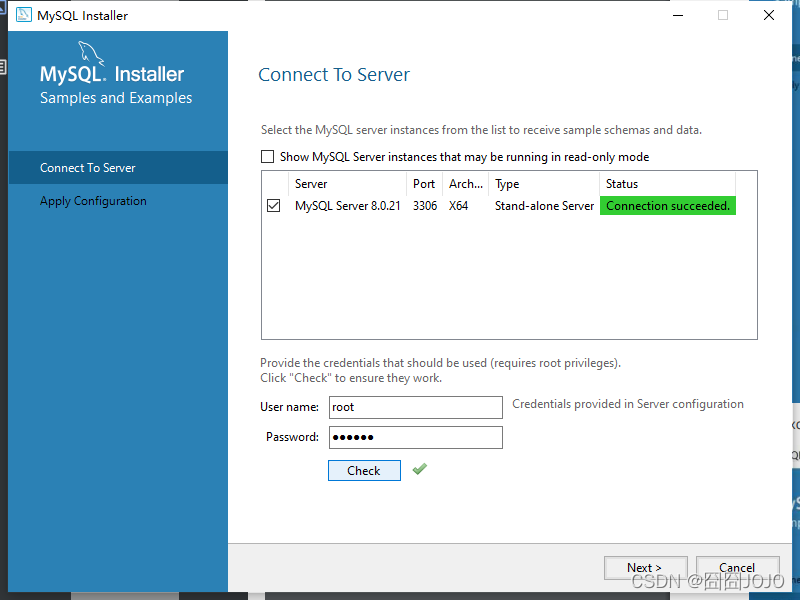 MySQL Installer
MySQL. Installer
Samples and Examples
Connect To Server
Apply Configuration
Connect To Server
Select the MySQL server instances from the list to receive sample schemas and data.
Show MySQL Server instances that may be running in read-only mode
Server Port Arch... Type Status
MySQL Server 8.0.21 3306 X64 Stand-alone Server Connection succeeded.
Provide the credentials that should be used (requires root privileges).
Click "Check" to ensure they work.
User name: root Credentials provided in Server configuration
Password: ●●●●●●
Check
Next > Cancel
CSDN @囧囧JOJO